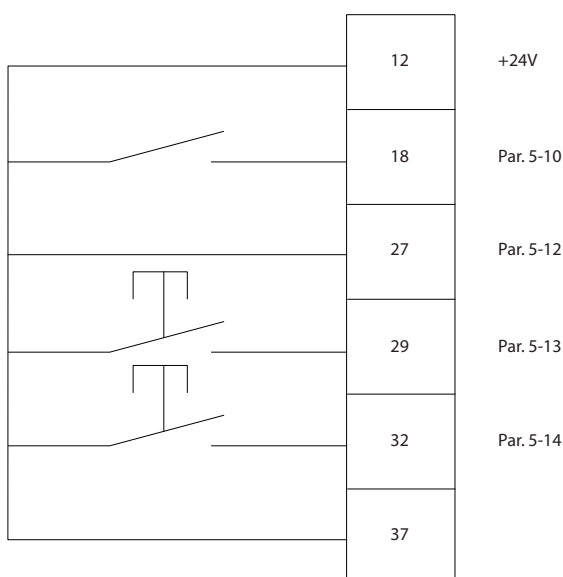 12 +24V
18 Par. 5-10
27 Par. 5-12
29 Par. 5-13
32 Par. 5-14
37